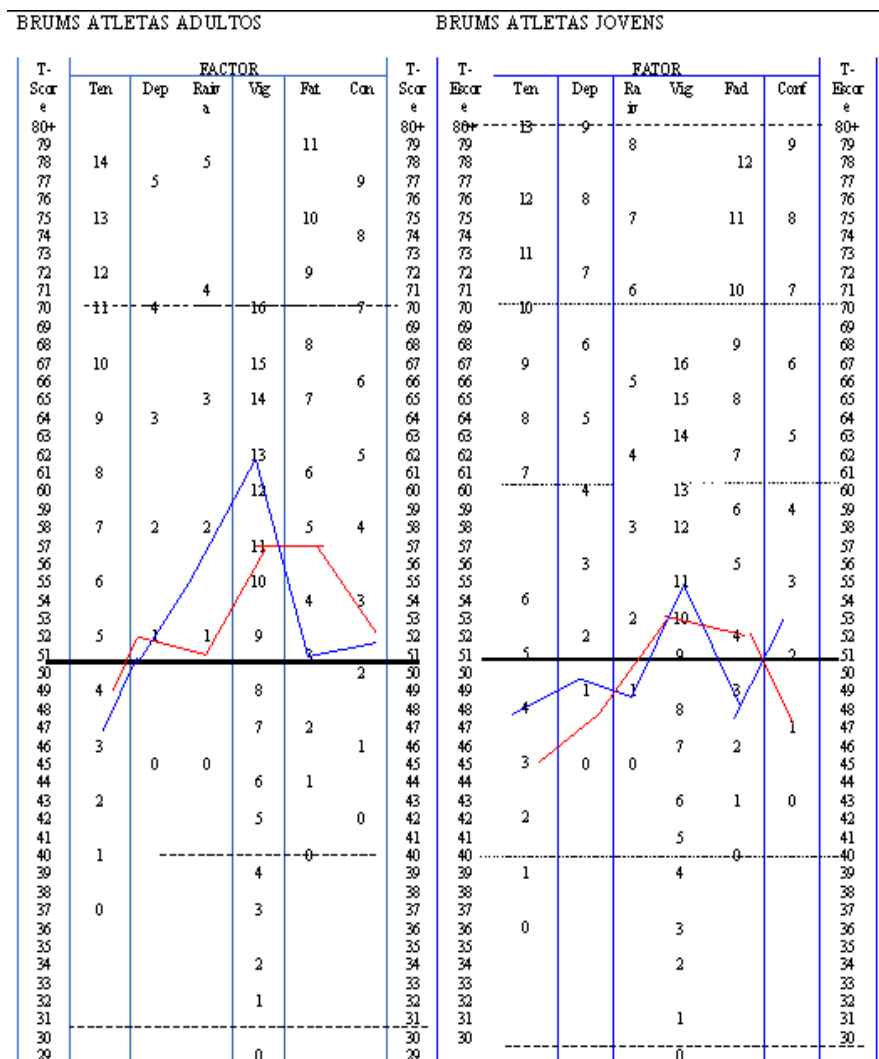 BRUMS ATLETAS ADULTOS BRUMS ATLETAS JOVENS
T- FACTOR T- T- FATOR T-
Scor Ten Dep Raiv Vig Fat Con Scor Escor Ten Dep Ra Vig Fad Conf Escor
e a e e iv e
80+ 80+ 80+ 13 9 80+
79 11 79 79 8 9 79
78 14 5 78 78 12 78
77 5 9 77 77 77
76 76 76 12 8 76
75 13 10 75 75 7 11 8 75
74 8 74 74 74
73 73 73 11 73
72 12 9 72 72 7 72
71 4 71 71 6 10 7 71
70 11 4 16 7 70 70 10 70
69 69 69 69
68 8 68 68 6 9 68
67 10 15 67 67 9 16 6 67
66 6 66 66 5 66
65 3 14 7 65 65 15 8 65
64 9 3 64 64 8 5 64
63 63 63 14 5 63
62 13 5 62 62 4 7 62
61 8 6 61 61 7 61
60 12 60 60 4 13 60
59 59 59 6 4 59
58 7 2 2 5 4 58 58 3 12 58
57 11 57 57 57
56 56 56 3 5 56
55 6 10 55 55 11 3 55
54 4 3 54 54 6 54
53 53 53 2 10 53
52 5 1 1 9 52 52 2 4 52
51 3 51 51 5 9 2 51
50 2 50 50 50
49 4 8 49 49 1 1 3 49
48 48 48 4 8 48
47 7 2 47 47 1 47
46 3 1 46 46 7 2 46
45 0 0 45 45 3 0 0 45
44 6 1 44 44 44
43 2 43 43 6 1 0 43
42 5 0 42 42 2 42
41 41 41 5 41
40 1 0 40 40 0 40
39 4 39 39 1 4 39
38 38 38 38
37 0 3 37 37 37
36 36 36 0 3 36
35 35 35 35
34 2 34 34 2 34
33 33 33 33
32 1 32 32 32
31 31 31 1 31
30 30 30 30
29 0 29 0 29